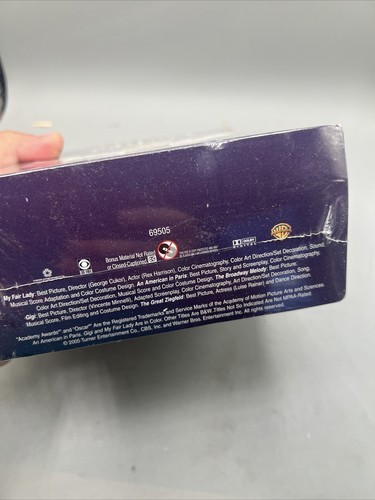 69505
Bonus Material Not Rated
or Closed Captioned
CBS
DOLBY
DIGITAL
My Fair Lady: Best Picture, Director (George Cukor), Actor (Rex Harrison), Color Cinematography, Color Art Direction/Set Decoration, Sound,
Musical Score Adaptation and Color Costume Design. An American in Paris: Best Picture, Story and Screenplay, Color Cinematography,
Color Art Direction/Set Decoration, Musical Score and Color Costume Design. The Broadway Melody: Best Picture.
Gigi: Best Picture, Director (Vincente Minnelli), Adapted Screenplay, Color Cinematography, Art Direction/Set Decoration, Song,
Musical Score, Film Editing and Costume Design. The Great Ziegfeld: Best Picture, Actress (Luise Rainer) and Dance Direction.
"Academy Award®" and "Oscar®" Are the Registered Trademarks and Service Marks of the Academy of Motion Picture Arts and Sciences.
An American in Paris, Gigi and My Fair Lady Are in Color. Other Titles Are B&W. Titles Not So Indicated Are Not MPAA-Rated.
© 2005 Turner Entertainment Co., CBS, Inc. and Warner Bros. Entertainment Inc. All rights reserved.